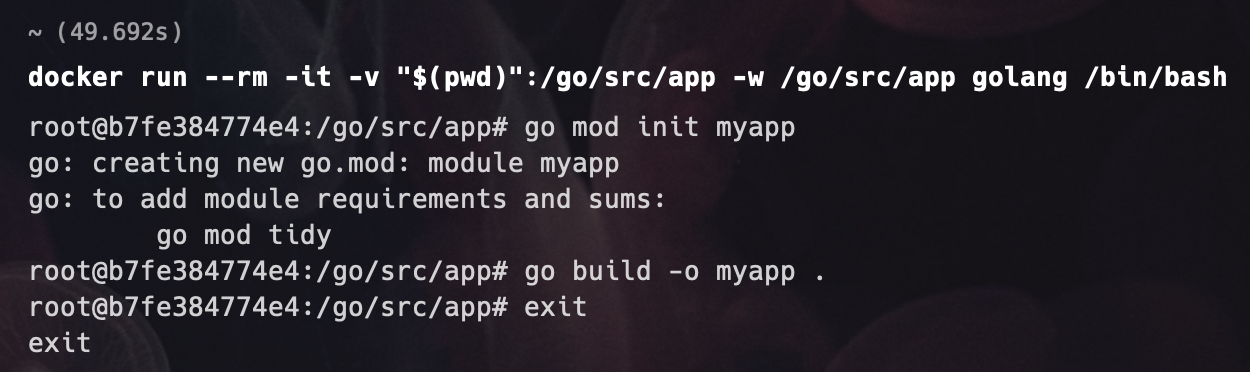 ~ (49.692s)
docker run --rm -it -v "$(pwd)":/go/src/app -w /go/src/app golang /bin/bash
root@b7fe384774e4:/go/src/app# go mod init myapp
go: creating new go.mod: module myapp
go: to add module requirements and sums:
        go mod tidy
root@b7fe384774e4:/go/src/app# go build -o myapp .
root@b7fe384774e4:/go/src/app# exit
exit